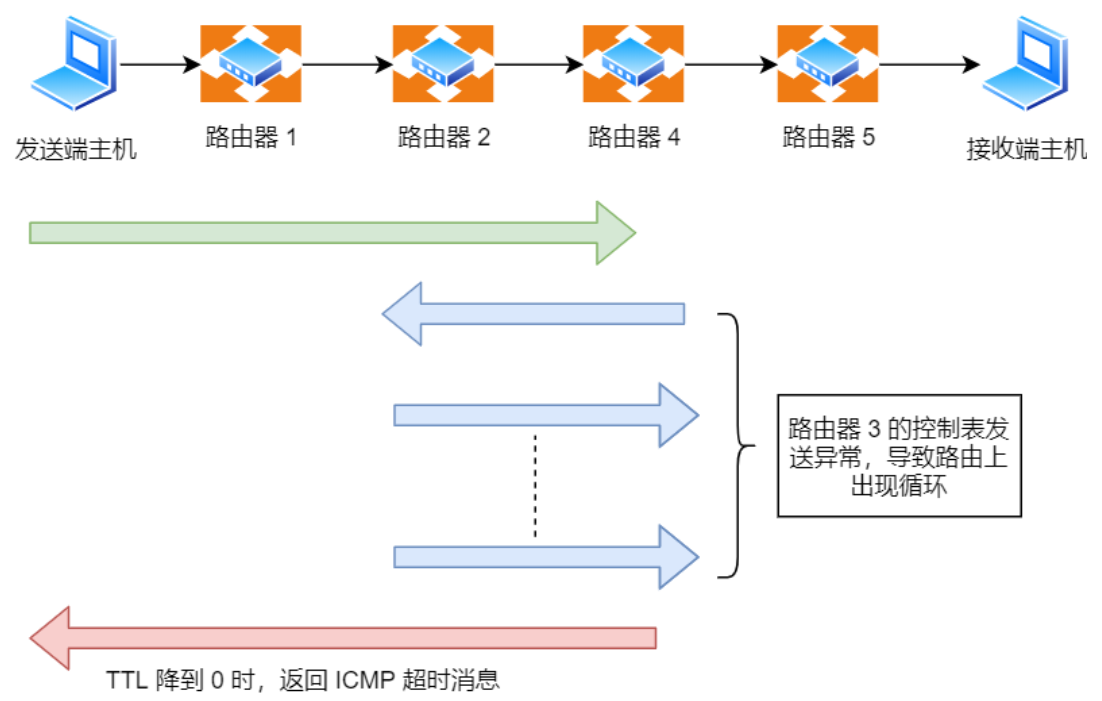 发送端主机
路由器 1
路由器 2
路由器 4
路由器 5
接收端主机
路由器 3 的控制表发
送异常，导致路由上
出现循环
TTL 降到 0 时，返回 ICMP 超时消息